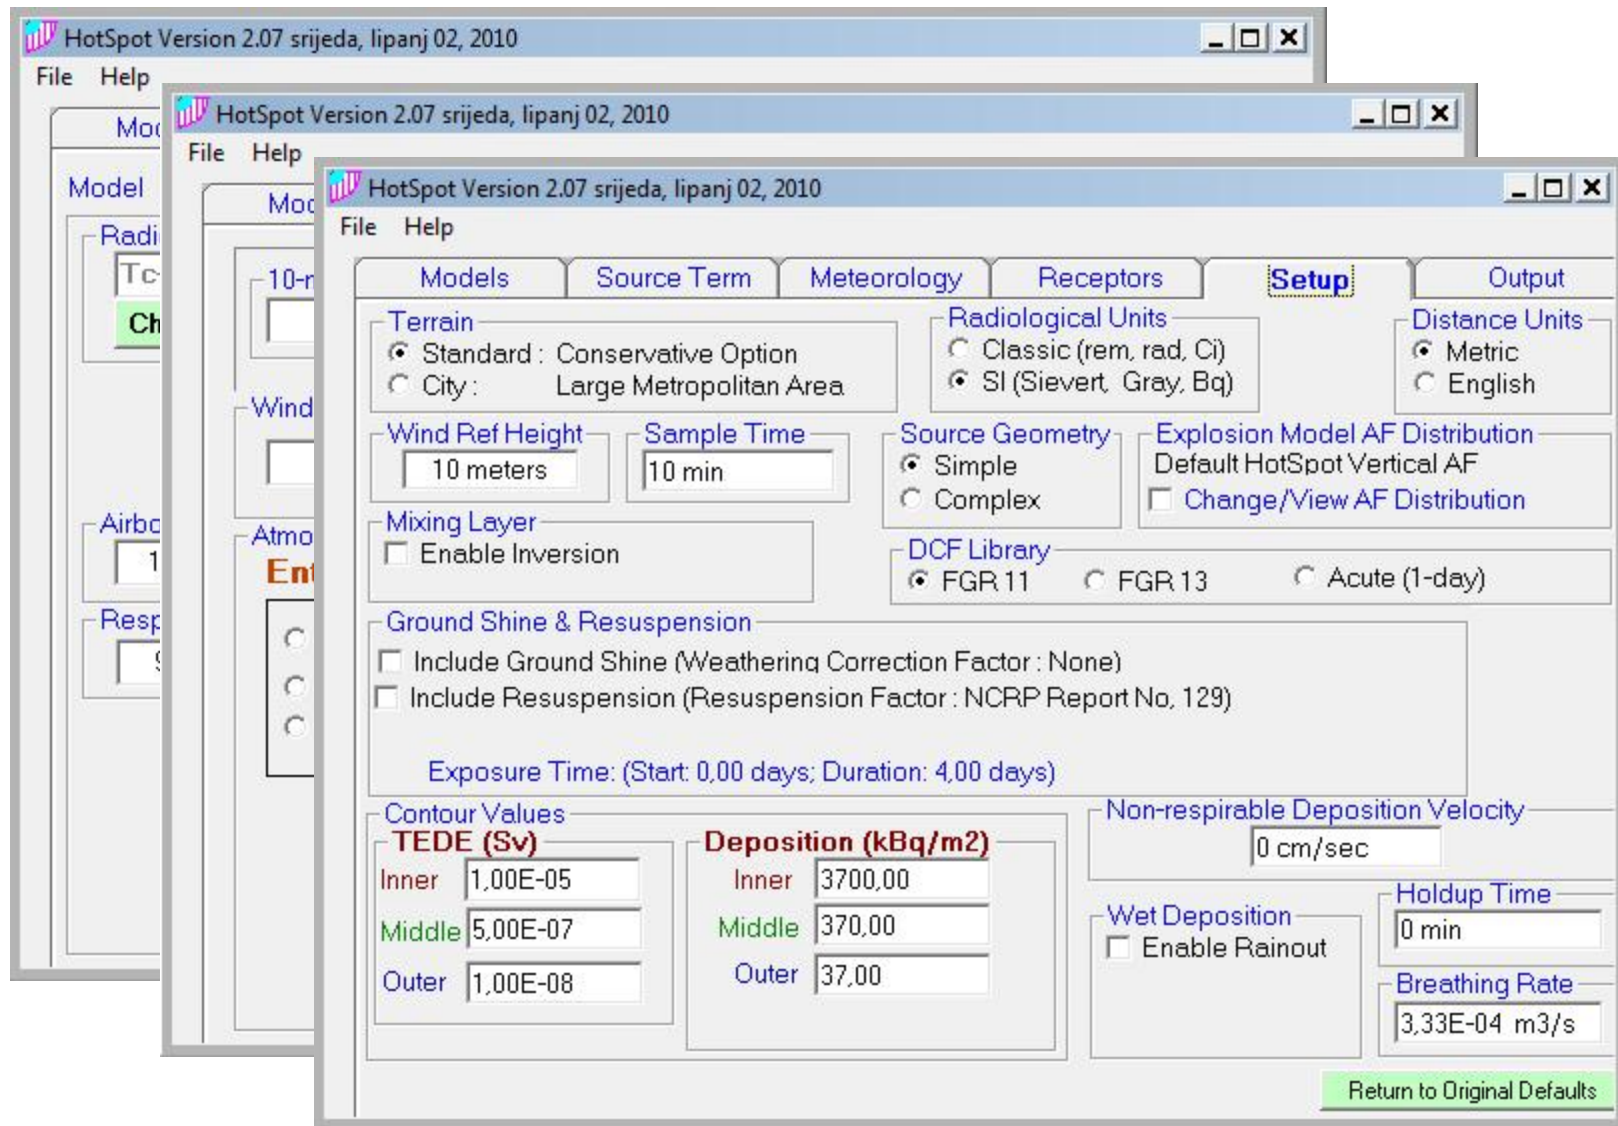 HotSpot Version 2.07 srijeda, lipanj 02, 2010
File Help
Model
HotSpot Version 2.07 srijeda, lipanj 02, 2010
File Help
HotSpot Version 2.07 srijeda, lipanj 02, 2010
File Help
Models Source Term Meteorology Receptors Setup Output
Terrain
Standard : Conservative Option
City : Large Metropolitan Area
Radiological Units
Classic (rem, rad, Ci)
SI (Sievert, Gray, Bq)
Distance Units
Metric
English
Wind Ref Height
10 meters
Sample Time
10 min
Source Geometry
Simple
Complex
Explosion Model AF Distribution
Default HotSpot Vertical AF
Change/View AF Distribution
Mixing Layer
Enable Inversion
DCF Library
FGR 11 FGR 13 Acute (1-day)
Ground Shine & Resuspension
Include Ground Shine (Weathering Correction Factor : None)
Include Resuspension (Resuspension Factor : NCRP Report No, 129)
Exposure Time: (Start: 0,00 days; Duration: 4,00 days)
Contour Values
TEDE (Sv)
Inner 1,00E-05
Middle 5,00E-07
Outer 1,00E-08
Deposition (kBq/m2)
Inner 3700,00
Middle 370,00
Outer 37,00
Non-respirable Deposition Velocity
0 cm/sec
Wet Deposition
Enable Rainout
Holdup Time
0 min
Breathing Rate
3,33E-04 m3/s
Return to Original Defaults